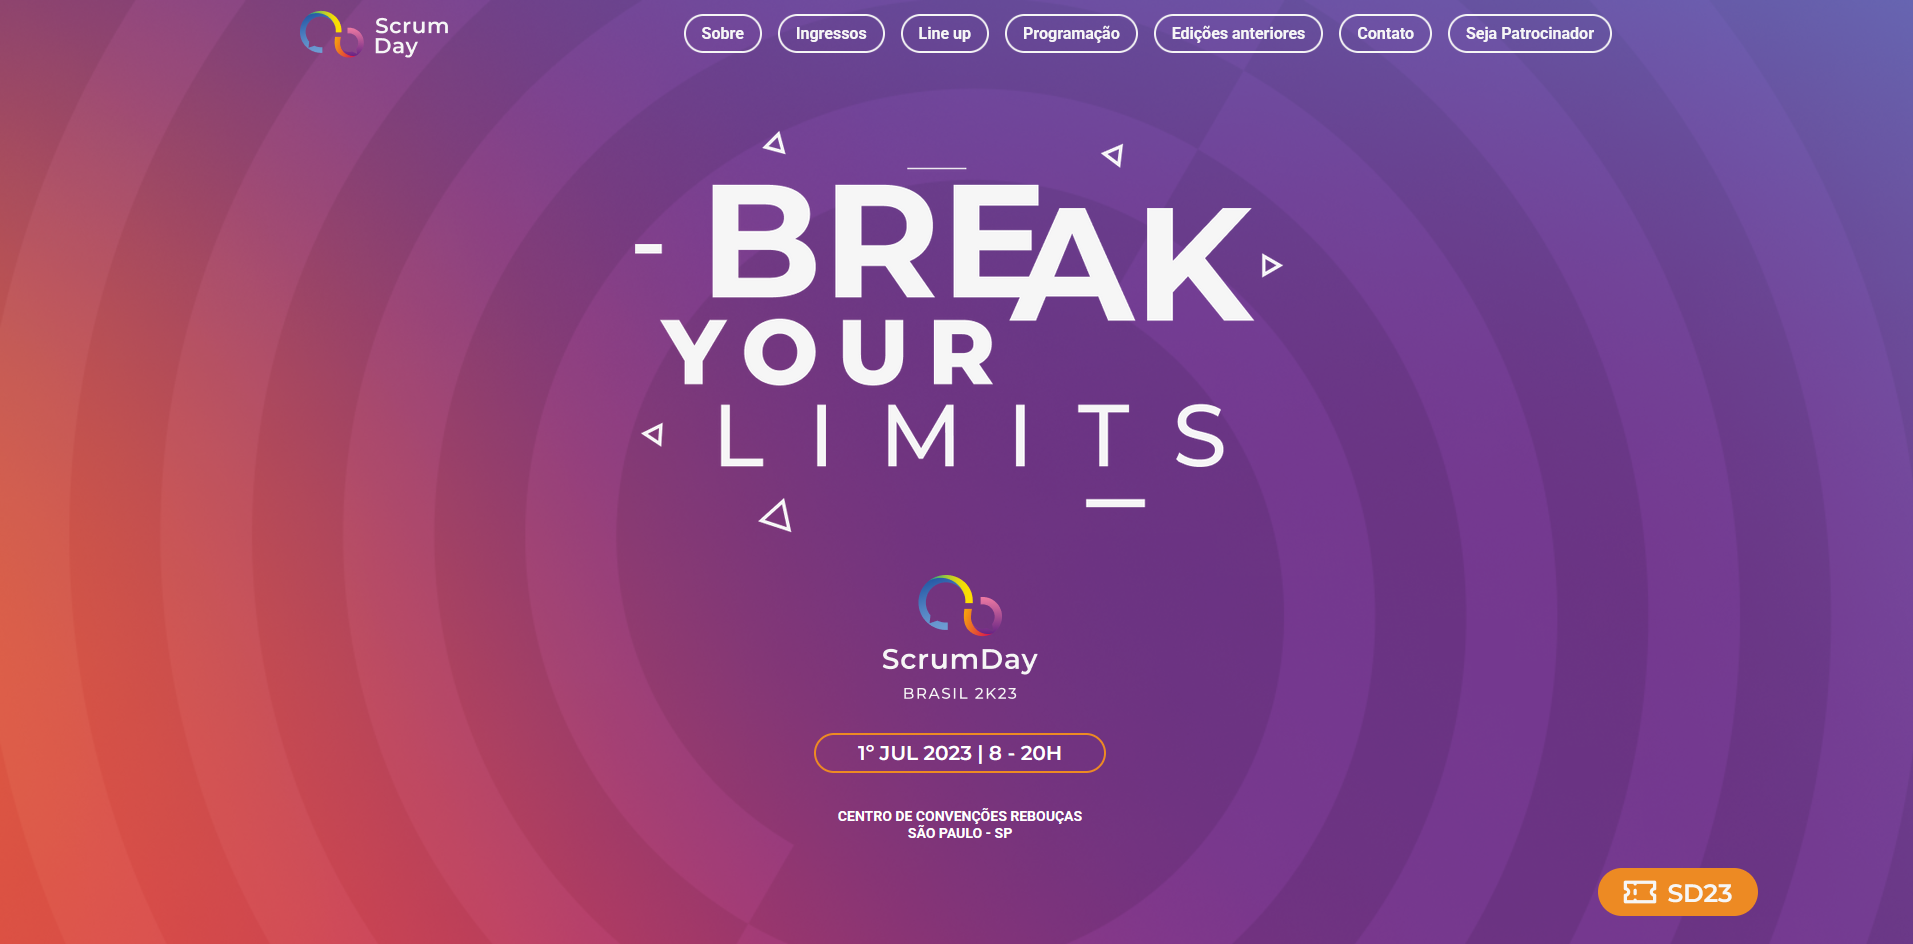 Scrum
Day
Sobre
Ingressos
Line up
Programação
Edições anteriores
Contato
Seja Patrocinador
BREAK
YOUR
LIMITS
ScrumDay
BRASIL 2K23
1º JUL 2023 | 8 - 20H
CENTRO DE CONVENÇÕES REBOUÇAS
SÃO PAULO - SP
SD23